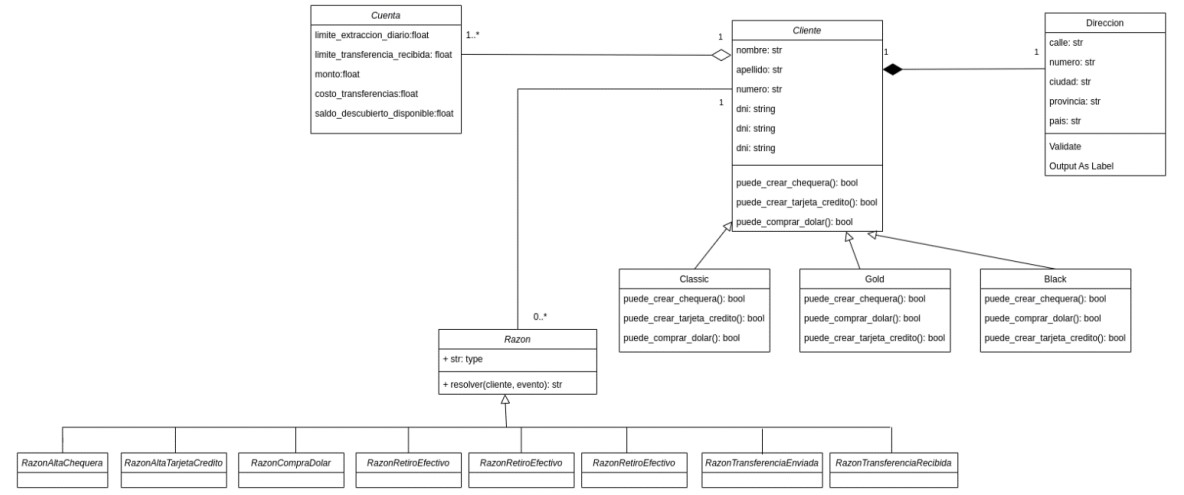 Cuenta
limite_extraccion_diario:float
limite_transferencia_recibida: float
monto:float
costo_transferencias:float
saldo_descubierto_disponible:float
1..*
1
Cliente
nombre: str
apellido: str
numero: str
dni: string
dni: string
dni: string
puede_crear_chequera(): bool
puede_crear_tarjeta_credito(): bool
puede_comprar_dolar(): bool
1
1
1
Direccion
calle: str
numero: str
ciudad: str
provincia: str
pais: str
Validate
Output As Label
Classic
puede_crear_chequera(): bool
puede_crear_tarjeta_credito(): bool
puede_comprar_dolar(): bool
Gold
puede_crear_chequera(): bool
puede_comprar_dolar(): bool
puede_crear_tarjeta_credito(): bool
Black
puede_crear_chequera(): bool
puede_comprar_dolar(): bool
puede_crear_tarjeta_credito(): bool
0..*
Razon
+ str: type
+ resolver(cliente, evento): str
RazonAltaChequera
RazonAltaTarjetaCredito
RazonCompraDolar
RazonRetiroEfectivo
RazonRetiroEfectivo
RazonRetiroEfectivo
RazonTransferenciaEnviada
RazonTransferenciaRecibida